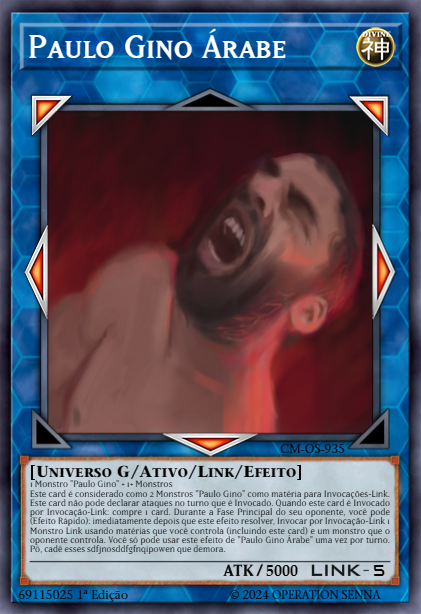 PAULO GINO ÁRABE
DIVINE
神
CM-OS-935
[UNIVERSO G/ATIVO/LINK/EFEITO]
1 Monstro "Paulo Gino" + 1+ Monstros
Este card é considerado como 2 Monstros "Paulo Gino" como matéria para Invocações-Link.
Este card não pode declarar ataques no turno que é Invocado. Quando este card é Invocado
por Invocação-Link: compre 1 card. Durante a Fase Principal do seu oponente, você pode
(Efeito Rápido): imediatamente depois que este efeito resolver, Invocar por Invocação-Link 1
Monstro Link usando matérias que você controla (incluindo este card) e um monstro que o
oponente controla. Você só pode usar este efeito de "Paulo Gino Árabe" uma vez por turno.
Pô, cadê esses sdfjnosddfgfnqipowen que demora.
ATK/5000 LINK-5
69115025 1ª Edição © 2024 OPERATION SENNA